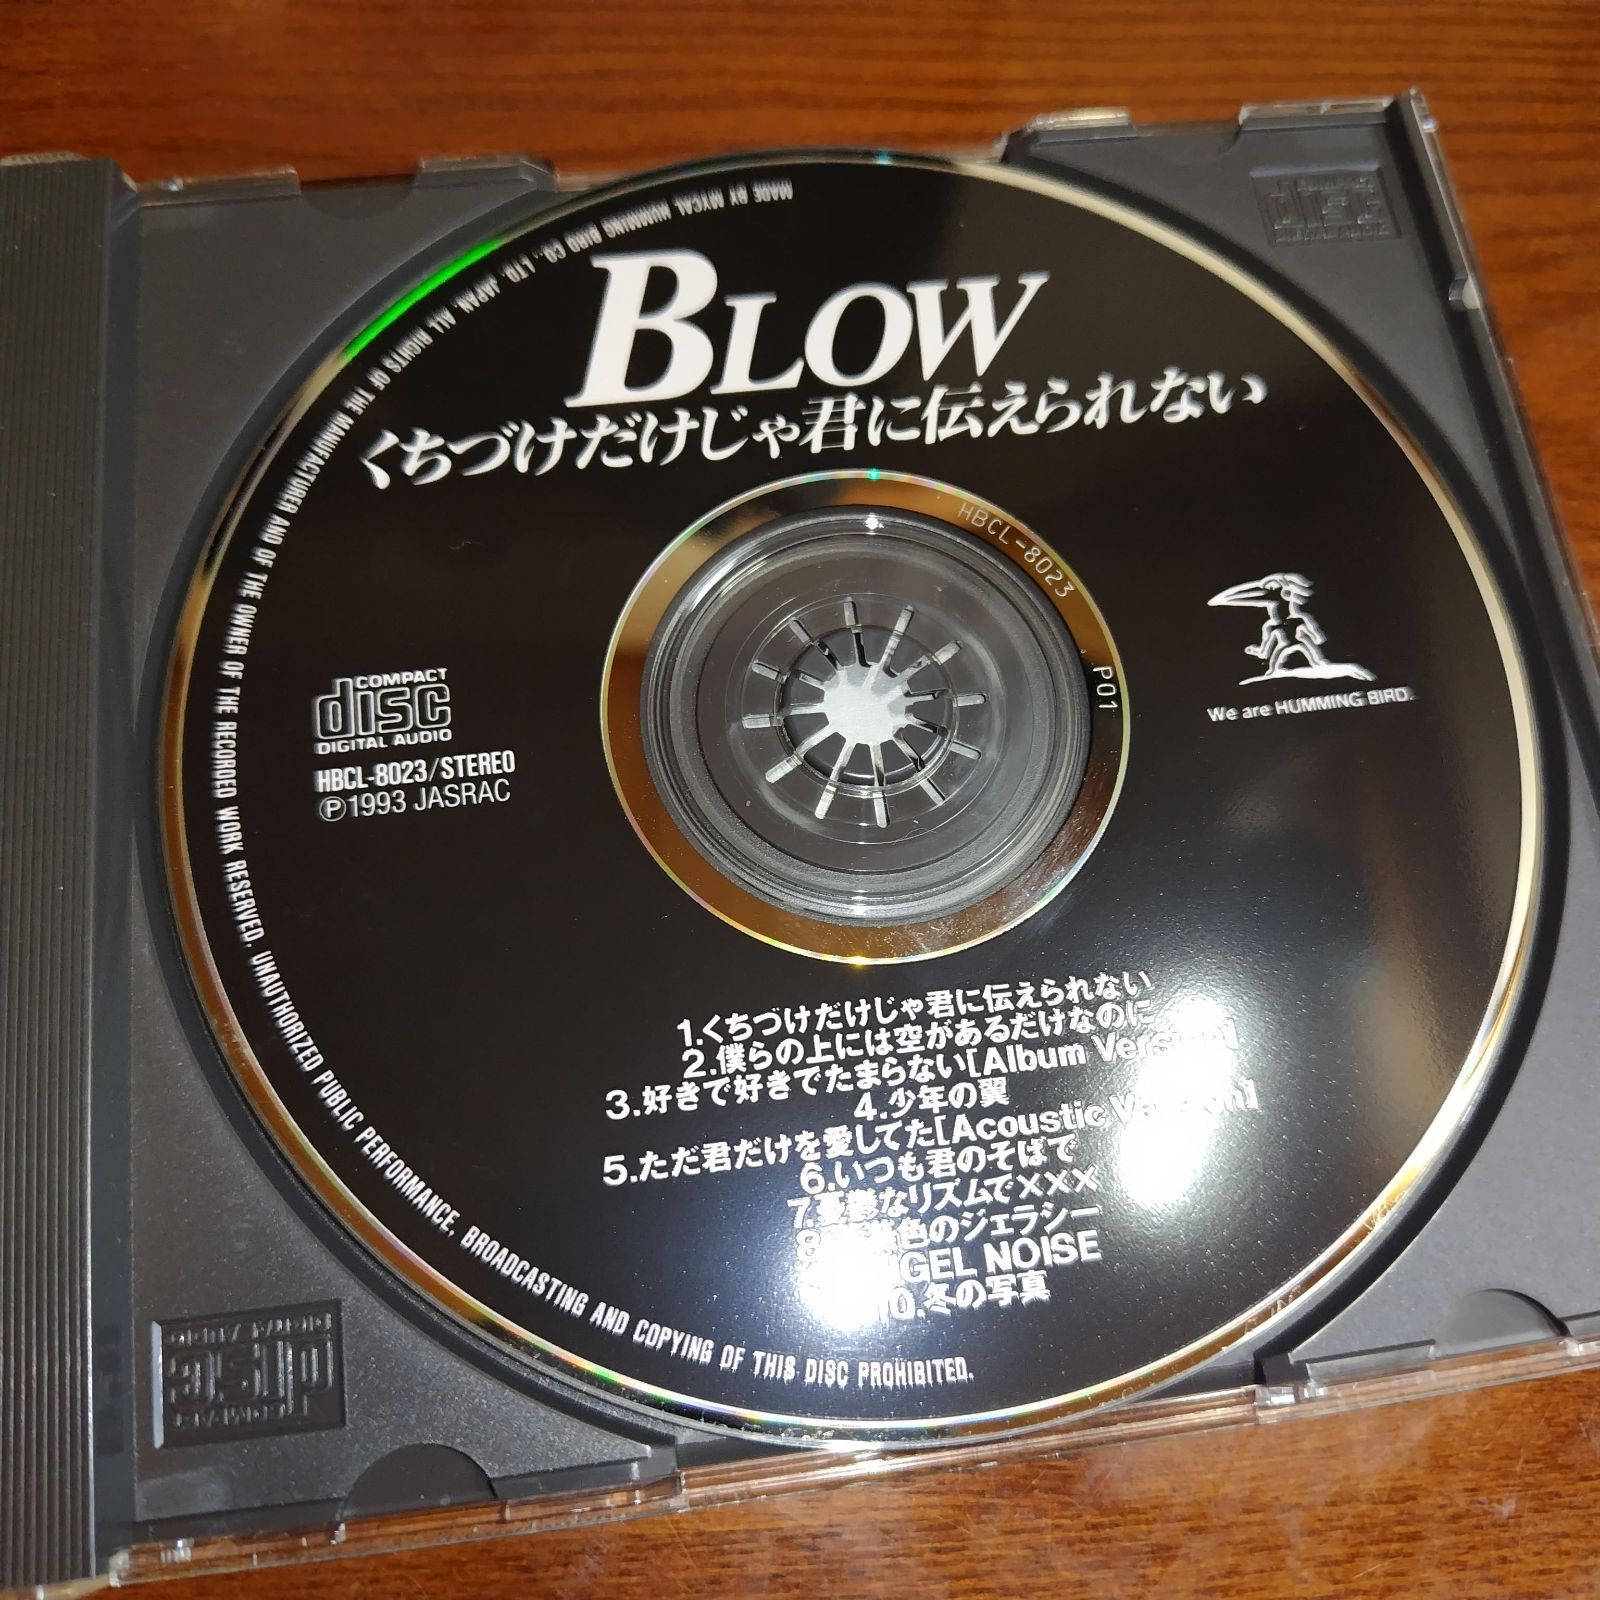 BLOW
くちづけだけじゃ君に伝えられない
HBCL-8023
P01
COMPACT
disc
DIGITAL AUDIO
HBCL-8023/STEREO
Ⓟ1993 JASRAC
We are HUMMING BIRD.
1.くちづけだけじゃ君に伝えられない
2.僕らの上には空があるだけなのに
3.好きで好きでたまらない[Album Version]
4.少年の翼
5.ただ君だけを愛してた[Acoustic Version]
6.いつも君のそばで
7.憂鬱なリズムで×××
色のジェラシー
NOISE
10.冬の写真
MADE BY MYCAL HUMMING BIRD CO., LTD. JAPAN. ALL RIGHTS OF THE MANUFACTURER AND OF THE OWNER OF THE RECORDED WORK RESERVED. UNAUTHORIZED PUBLIC PERFORMANCE, BROADCASTING AND COPYING OF THIS DISC PROHIBITED.
COMPACT
disc
DIGITAL AUDIO